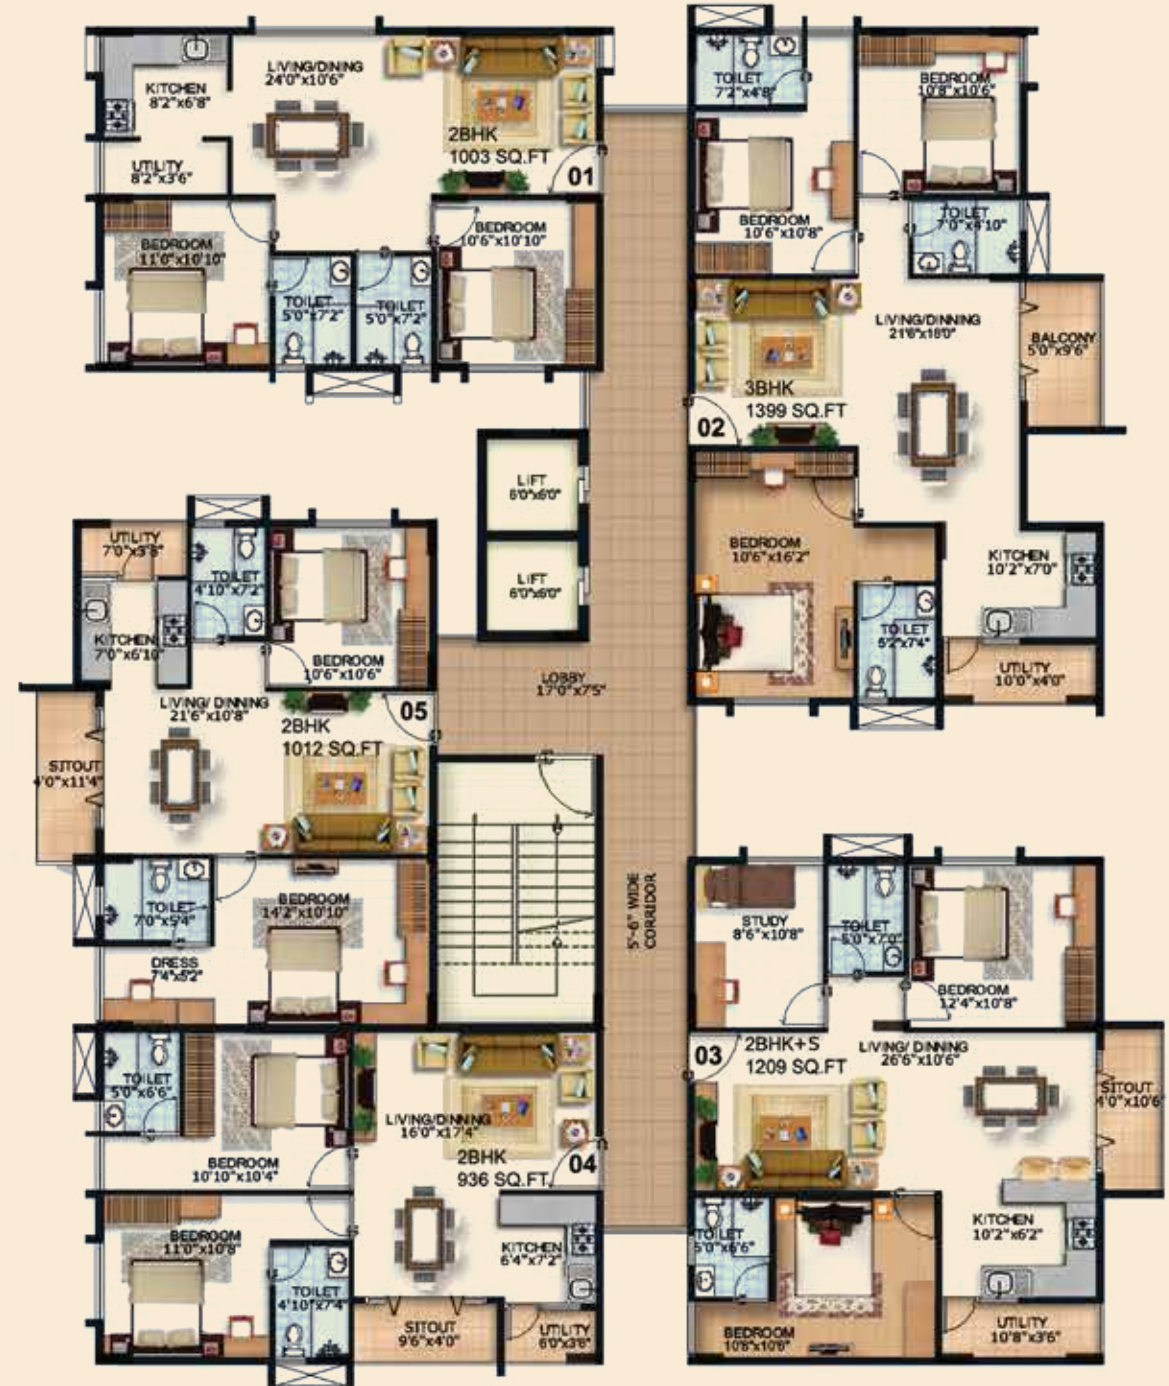 KITCHEN
8'2"x6'8"
LIVING/DINING
24'0"x10'6"
2BHK
1003 SQ.FT
01
UTILITY
8'2"x3'6"
BEDROOM
11'0"x10'10"
TOILET
5'0"x7'2"
TOILET
5'0"x7'2"
BEDROOM
10'6"x10'10"
TOILET
7'2"x4'8"
BEDROOM
10'8"x10'6"
BEDROOM
10'6"x10'8"
TOILET
7'0"x4'10"
LIVING/DINNING
21'6"x18'0"
BALCONY
5'0"x9'6"
3BHK
1399 SQ.FT
02
BEDROOM
10'6"x16'2"
KITCHEN
10'2"x7'0"
TOILET
5'2"x7'4"
UTILITY
10'0"x4'0"
LIFT
6'0"x6'0"
LIFT
6'0"x6'0"
LOBBY
17'0"x7'5"
5'-6" WIDE
CORRIDOR
UTILITY
7'0"x3'8"
TOILET
4'10"x7'2"
KITCHEN
7'0"x6'10"
BEDROOM
10'6"x10'6"
LIVING/ DINNING
21'6"x10'8"
2BHK
1012 SQ.FT
05
SITOUT
4'0"x11'4"
TOILET
7'0"x5'4"
BEDROOM
14'2"x10'10"
DRESS
7'4"x5'2"
STUDY
8'6"x10'8"
TOILET
5'0"x7'0"
BEDROOM
12'4"x10'8"
03
2BHK+S
1209 SQ.FT
LIVING/ DINNING
26'6"x10'6"
SITOUT
4'0"x10'6"
TOILET
5'0"x6'6"
KITCHEN
10'2"x6'2"
BEDROOM
UTILITY
10'8"x3'6"
TOILET
5'0"x6'6"
BEDROOM
10'10"x10'4"
LIVING/DINNING
16'0"x17'4"
2BHK
936 SQ.FT
04
BEDROOM
11'0"x10'8"
TOILET
4'10"x7'4"
KITCHEN
6'4"x7'2"
SITOUT
9'6"x4'0"
UTILITY
6'0"x3'8"